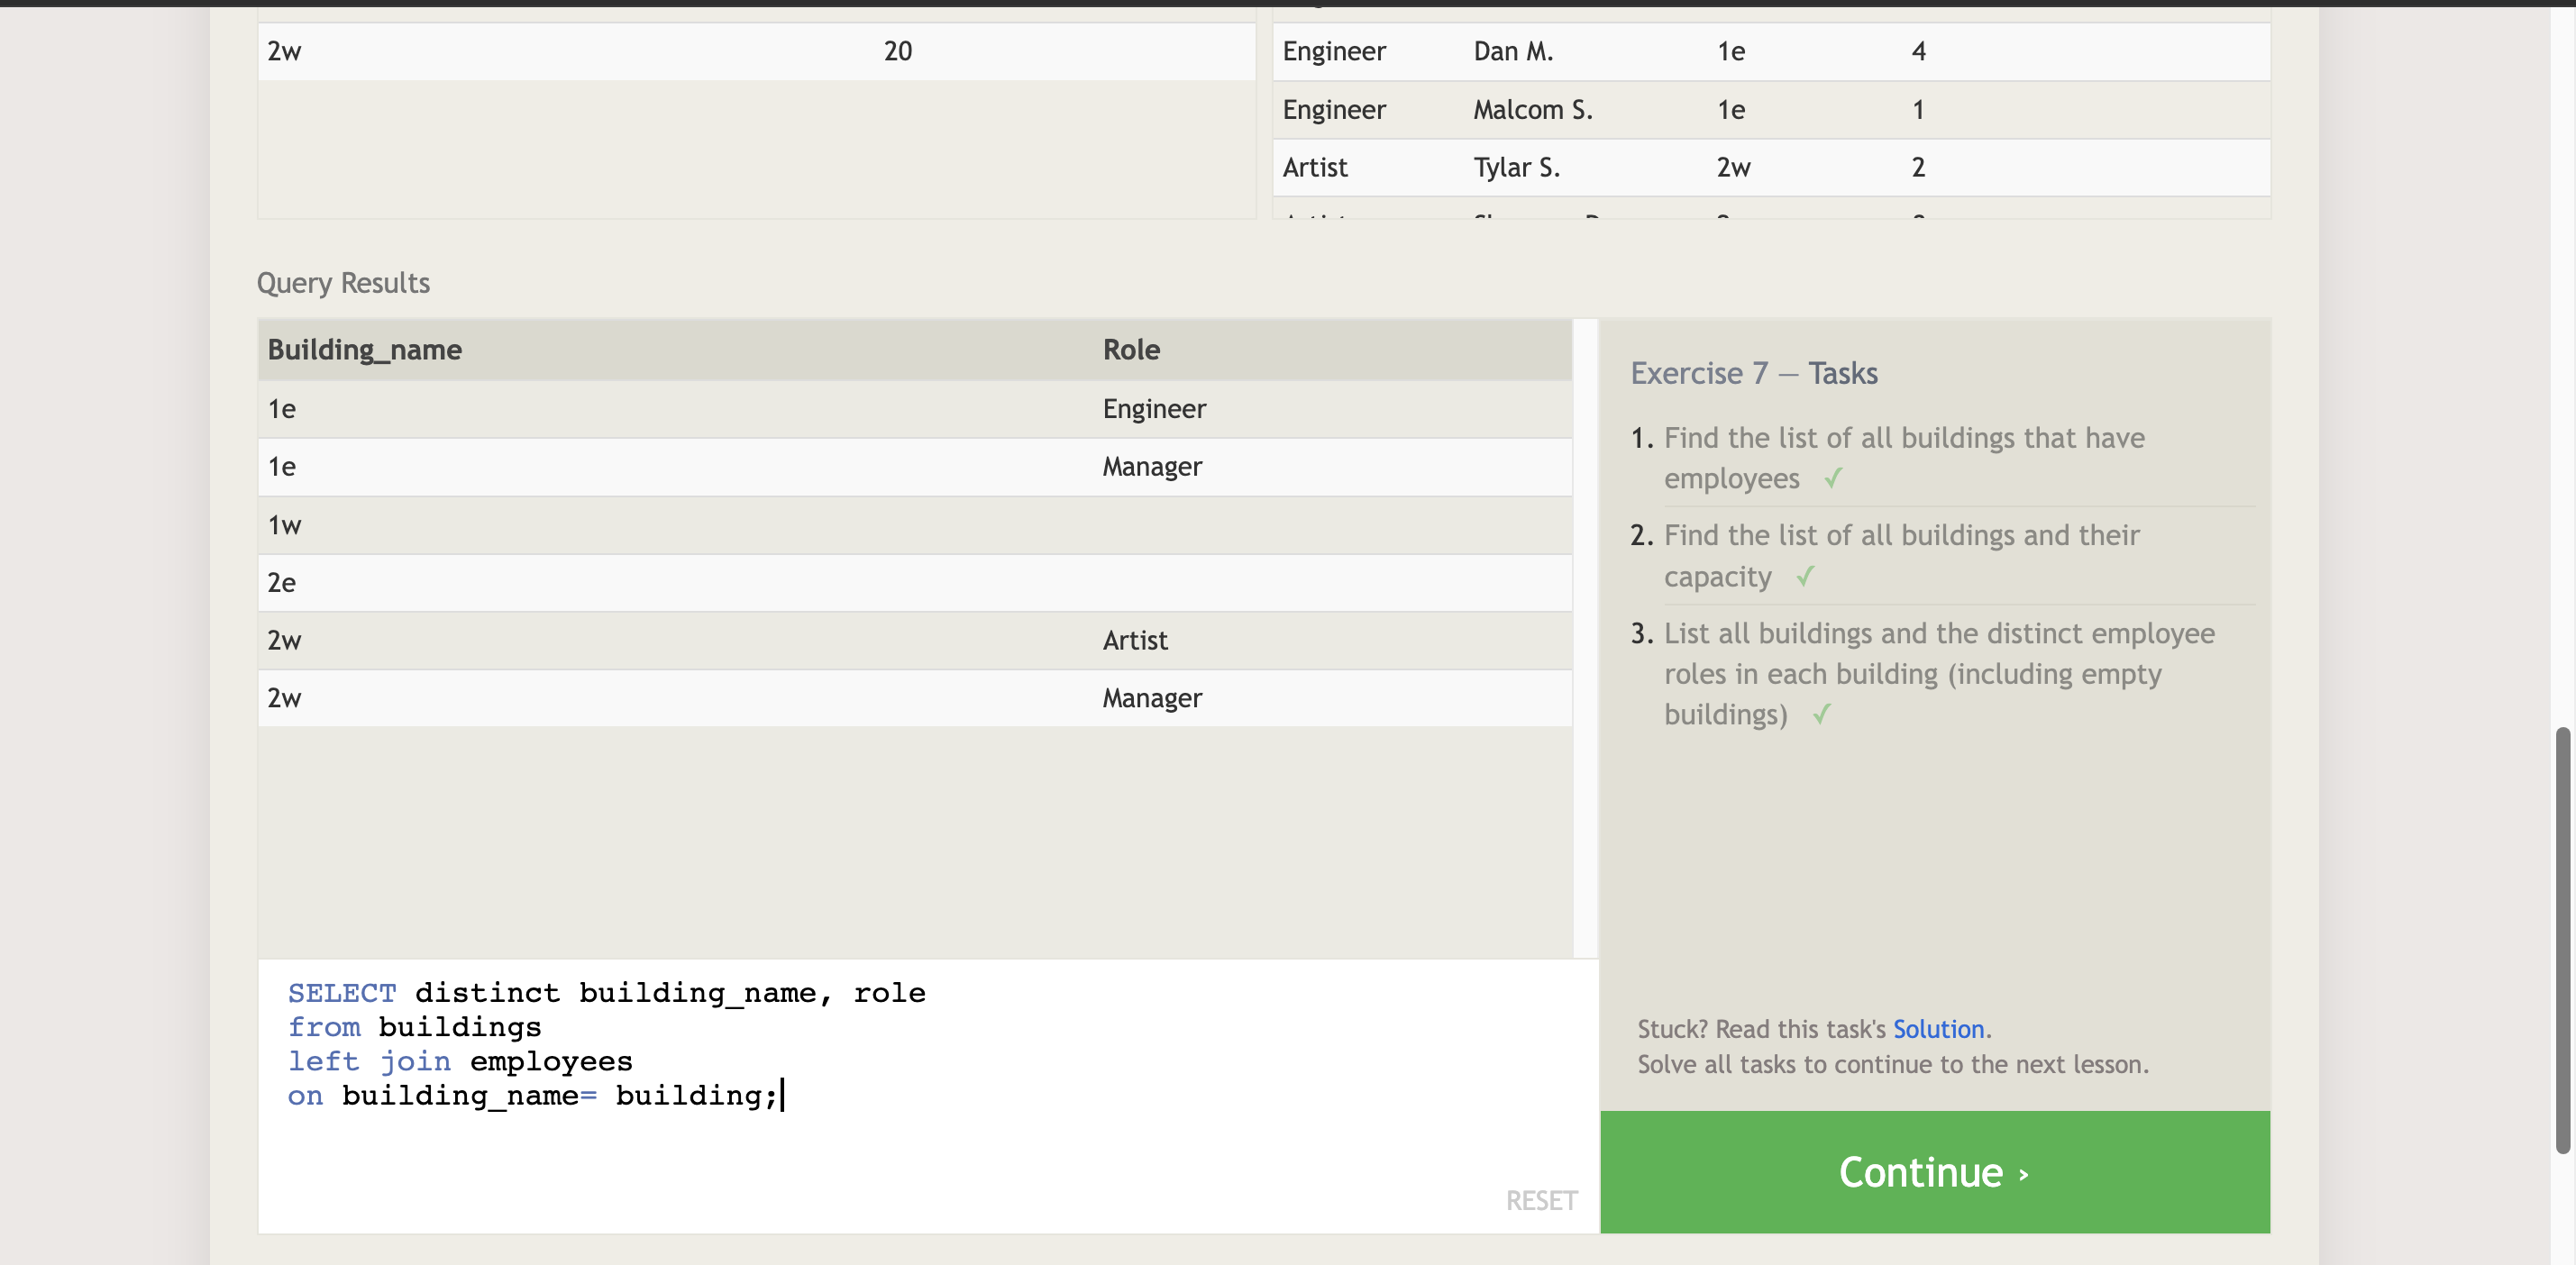 2w 20
Engineer Dan M. 1e 4
Engineer Malcom S. 1e 1
Artist Tylar S. 2w 2
Query Results
Building_name Role
1e Engineer
1e Manager
1w
2e
2w Artist
2w Manager
SELECT distinct building_name, role
from buildings
left join employees
on building_name= building;
RESET
Exercise 7 — Tasks
1. Find the list of all buildings that have
employees ✓
2. Find the list of all buildings and their
capacity ✓
3. List all buildings and the distinct employee
roles in each building (including empty
buildings) ✓
Stuck? Read this task's Solution.
Solve all tasks to continue to the next lesson.
Continue ›